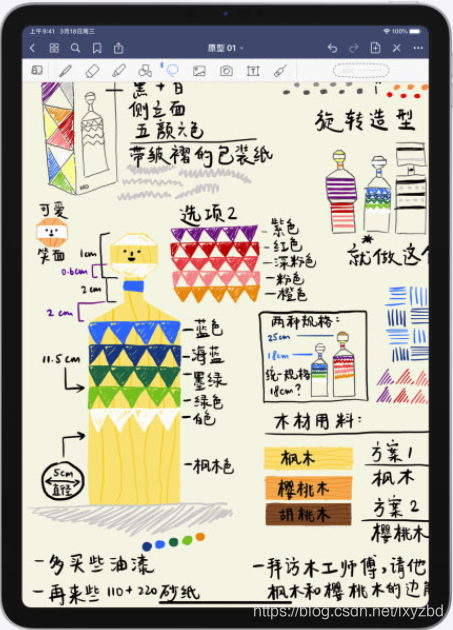 上午9:41 3月18日周三
100%
原型 01
黑+白
侧立面
五颜六色
带皱褶的包装纸
旋转造型
可爱
笑面
选项2
紫色
红色
深粉色
粉色
橙色
就做这个
1cm
0.6cm
2cm
2cm
11.5cm
5cm
直径
蓝色
海蓝
墨绿
绿色
白色
枫木色
两种规格:
25cm
18cm
统一规格
18cm?
木材用料:
枫木
樱桃木
胡桃木
方案1
枫木
方案2
樱桃木
-多买些油漆
-再来些110+220砂纸
-拜访木工师傅,请他
枫木和樱桃木的边角
https://blog.csdn.net/lxyzbd